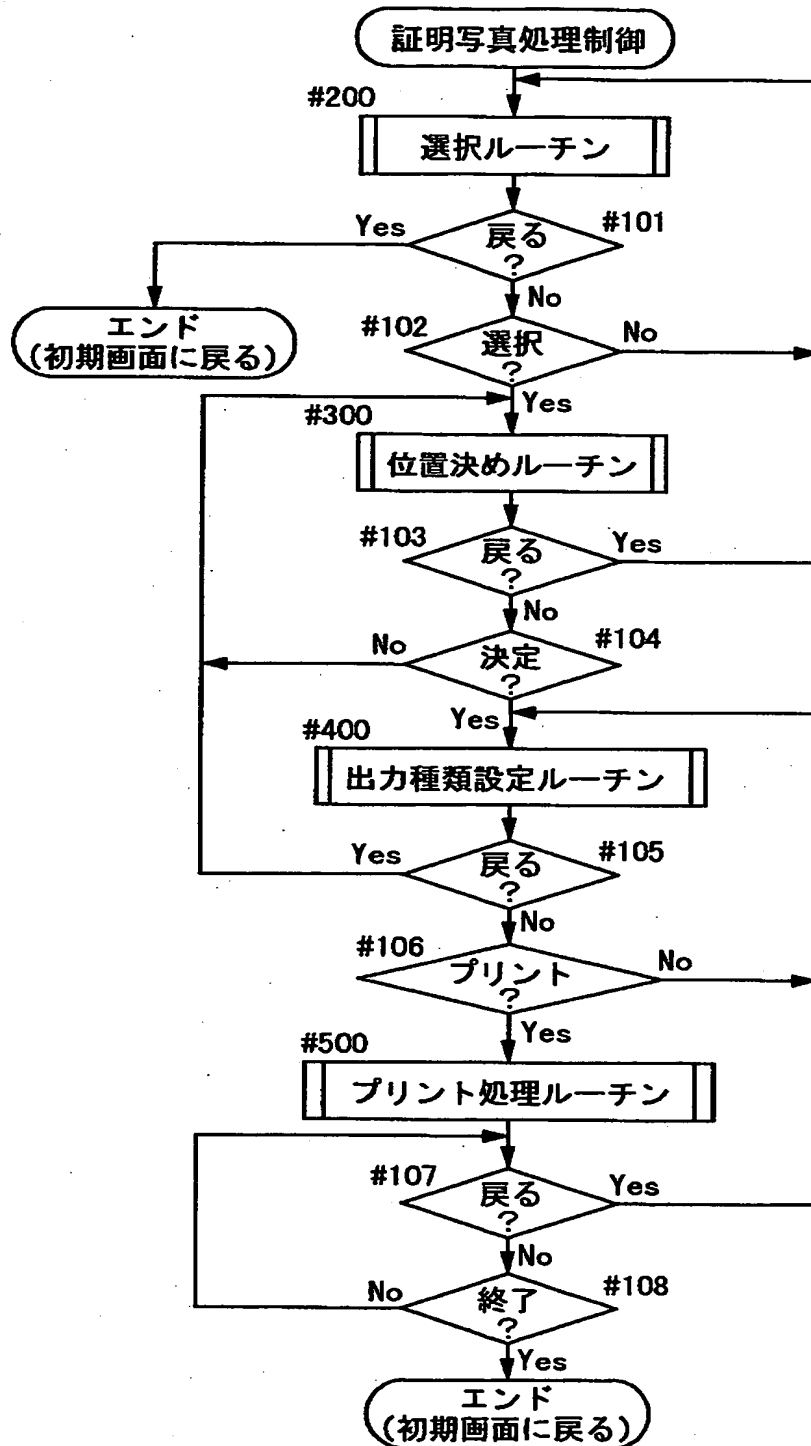 証明写真処理制御
#200
選択ルーチン
Yes
戻る
?
#101
No
エンド
(初期画面に戻る)
#102
選択
?
No
Yes
#300
位置決めルーチン
#103
戻る
?
Yes
No
No
決定
?
#104
Yes
#400
出力種類設定ルーチン
Yes
戻る
?
#105
No
#106
プリント
?
No
Yes
#500
プリント処理ルーチン
#107
戻る
?
Yes
No
No
終了
?
#108
Yes
エンド
(初期画面に戻る)